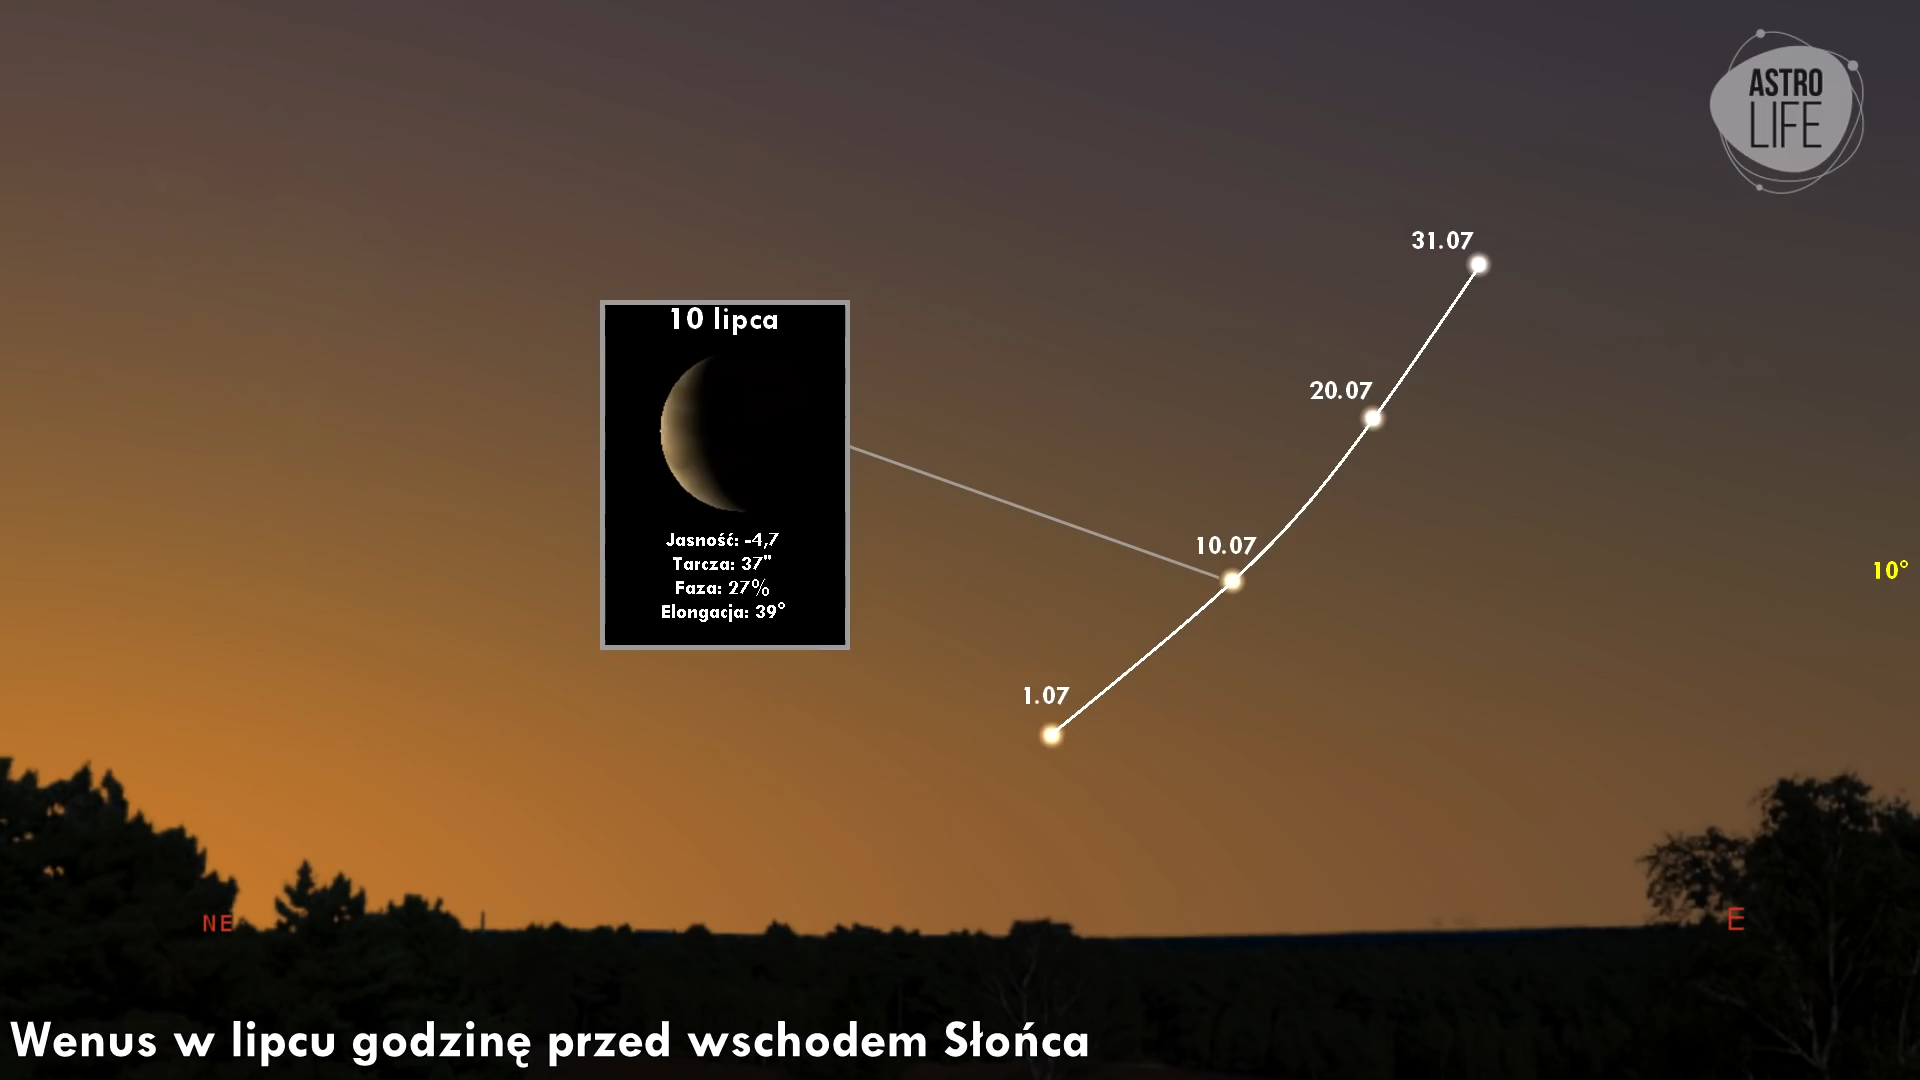 ASTRO
LIFE
31.07
10 lipca
20.07
10.07
Jasność: -4,7
Tarcza: 37"
Faza: 27%
Elongacja: 39°
10°
1.07
NE
E
Wenus w lipcu godzinę przed wschodem Słońca